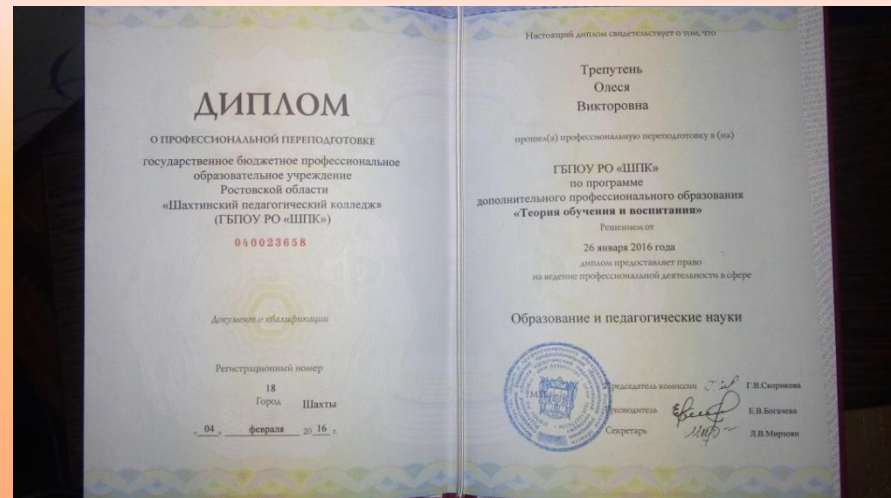 ДИПЛОМ
О ПРОФЕССИОНАЛЬНОЙ ПЕРЕПОДГОТОВКЕ
государственное бюджетное профессиональное
образовательное учреждение
Ростовской области
«Шахтинский педагогический колледж»
(ГБПОУ РО «ШПК»)
040023658
Документ о квалификации
Регистрационный номер
18
Город Шахты
04 февраля 20 16 г.
Настоящий диплом свидетельствует о том, что
Трепутень
Олеся
Викторовна
прошел(а) профессиональную переподготовку в (на)
ГБПОУ РО «ШПК»
по программе
дополнительного профессионального образования
«Теория обучения и воспитания»
Решением от
26 января 2016 года
диплом предоставляет право
на ведение профессиональной деятельности в сфере
Образование и педагогические науки
М.П.
Председатель комиссии Г.В.Скорикова
Руководитель Е.В.Богачева
Секретарь Л.В.Мирзоян